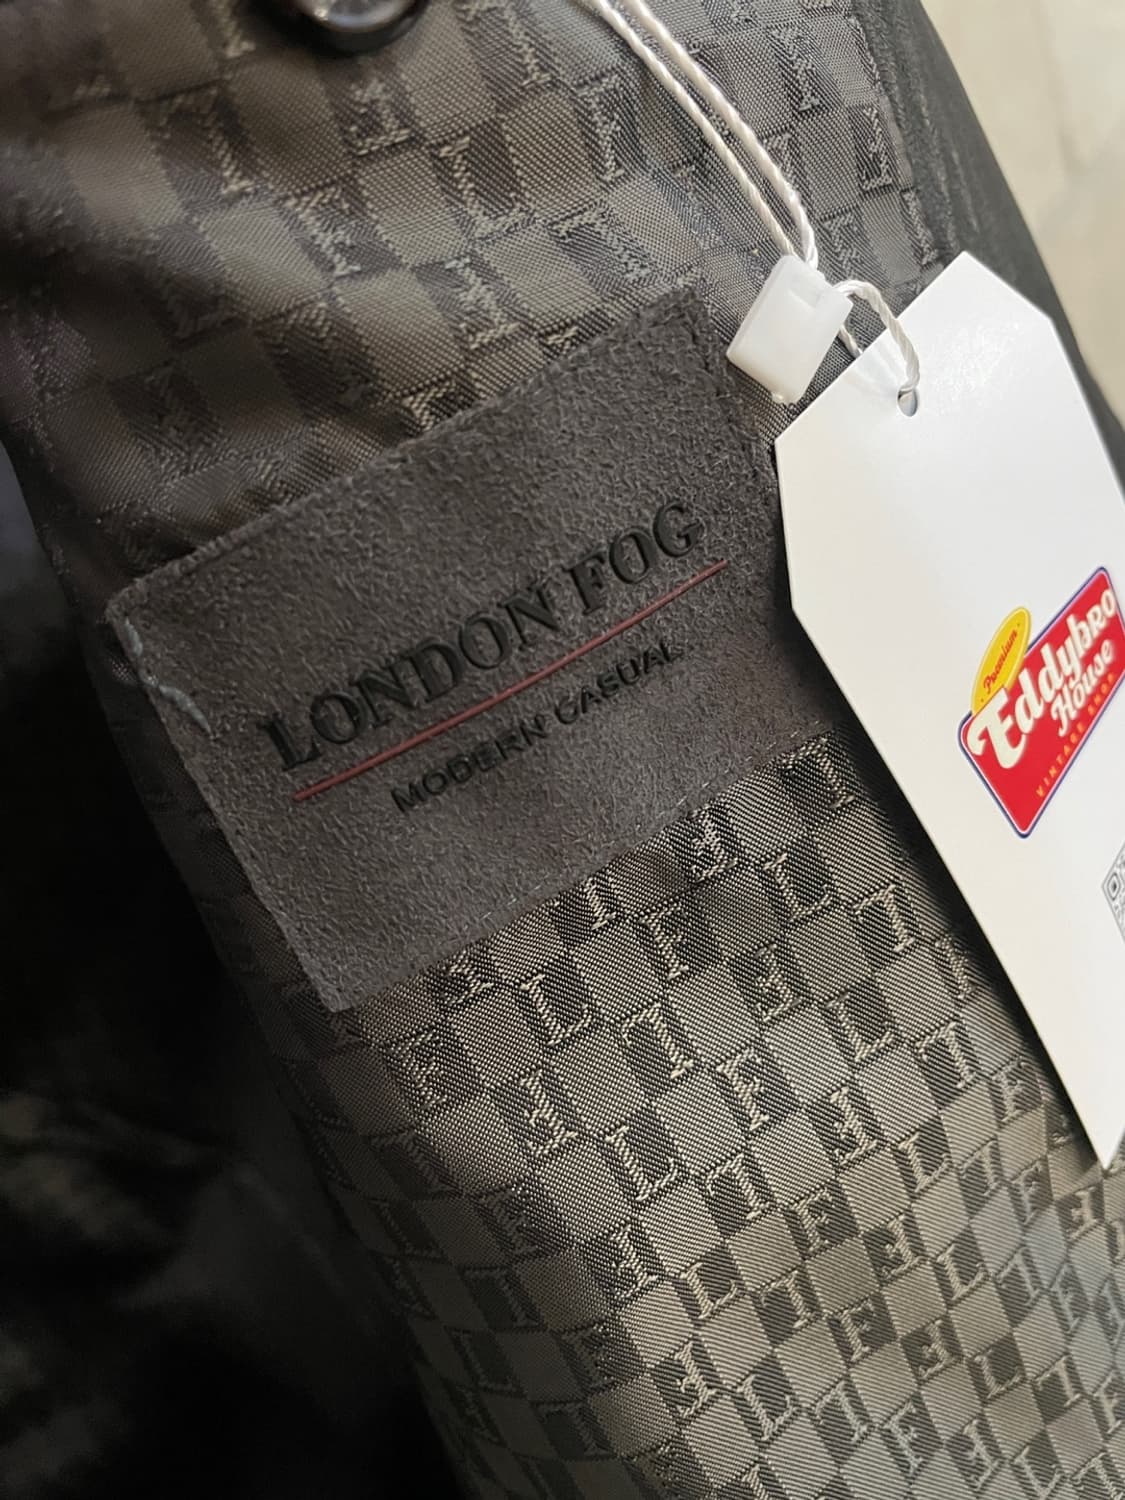 LONDON FOG
MODERN CASUAL
Premium
Eddybro
House
VINTAGE SHOP